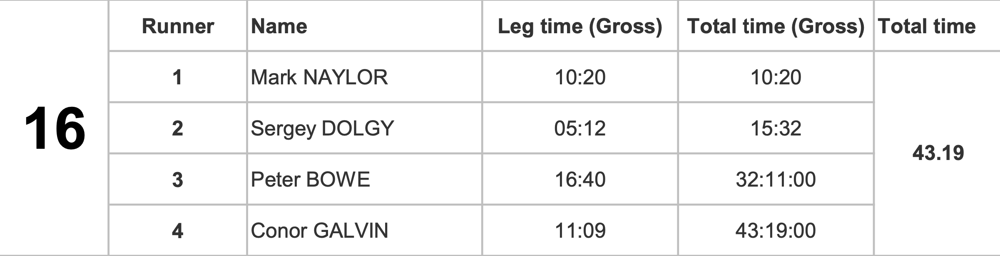 Runner Name Leg time (Gross) Total time (Gross) Total time
1 Mark NAYLOR 10:20 10:20
16
2 Sergey DOLGY 05:12 15:32
43.19
3 Peter BOWE 16:40 32:11:00
4 Conor GALVIN 11:09 43:19:00